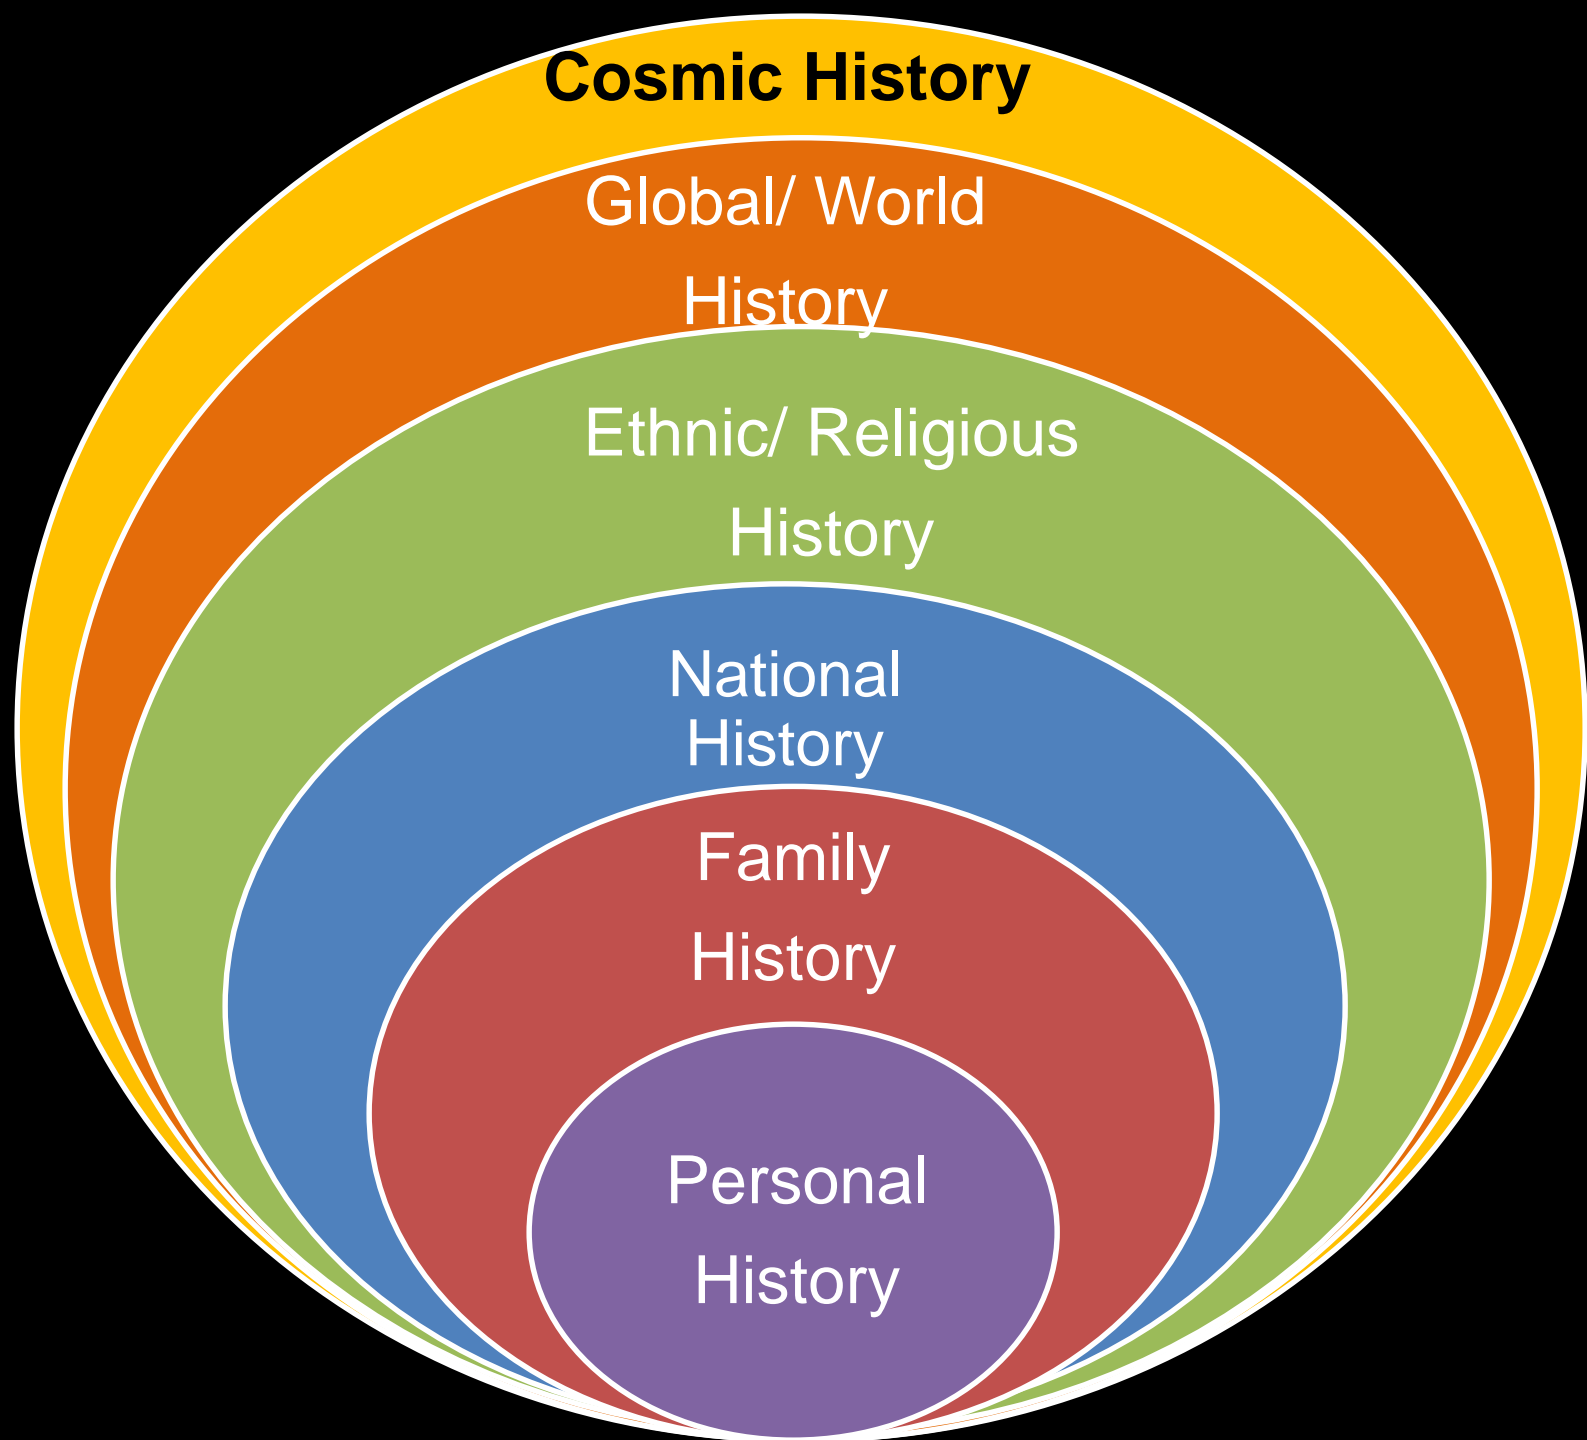 Cosmic History
Global/ World
History
Ethnic/ Religious
History
National
History
Family
History
Personal
History